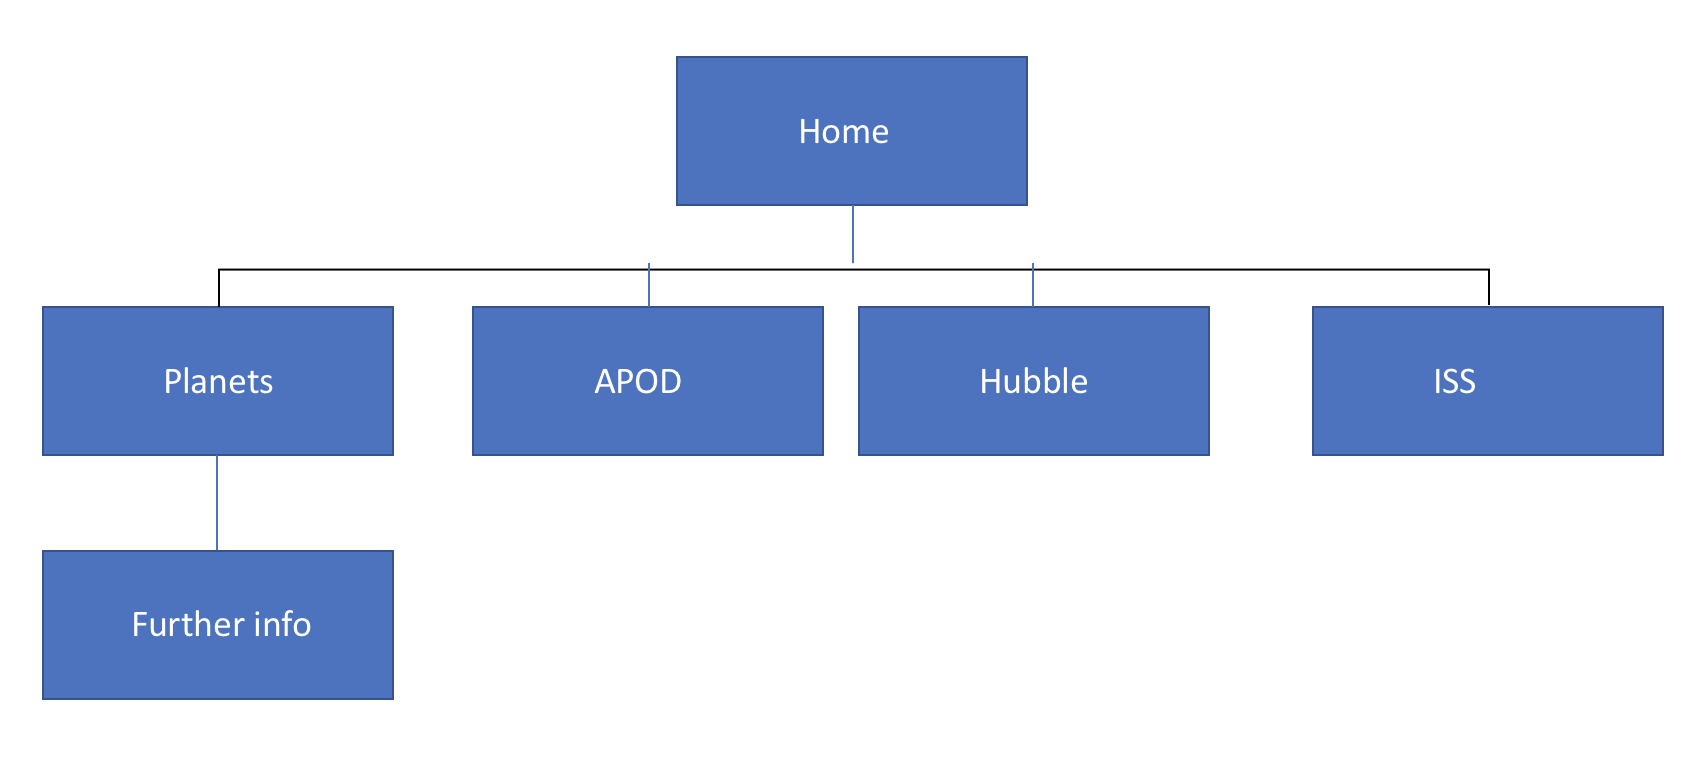 Home
Planets
APOD
Hubble
ISS
Further info